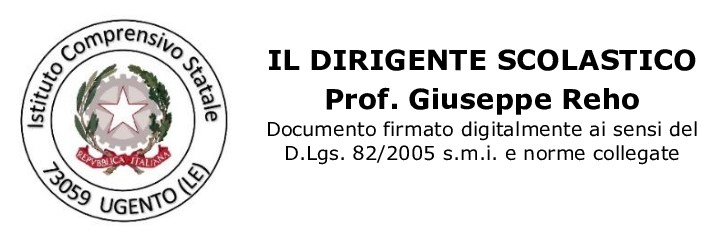 Istituto Comprensivo Statale
REPVBBLICA ITALIANA
73059 UGENTO (LE)
IL DIRIGENTE SCOLASTICO
Prof. Giuseppe Reho
Documento firmato digitalmente ai sensi del
D.Lgs. 82/2005 s.m.i. e norme collegate